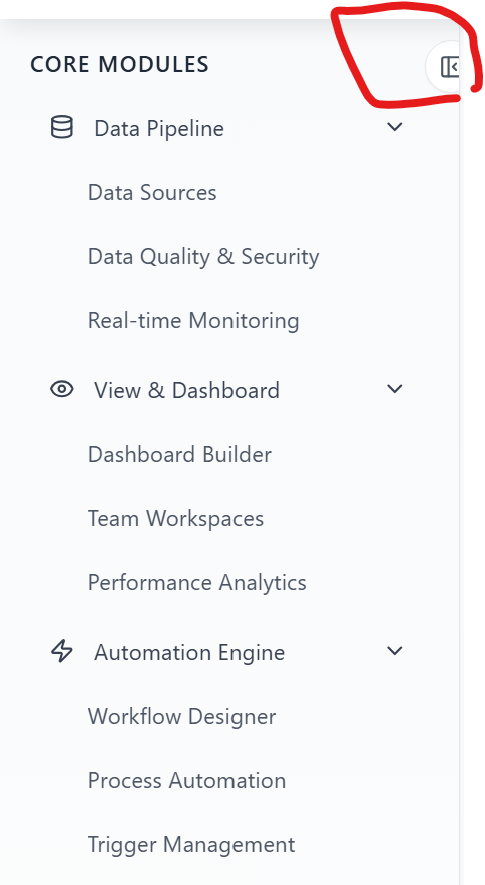 CORE MODULES
Data Pipeline
Data Sources
Data Quality & Security
Real-time Monitoring
View & Dashboard
Dashboard Builder
Team Workspaces
Performance Analytics
Automation Engine
Workflow Designer
Process Automation
Trigger Management